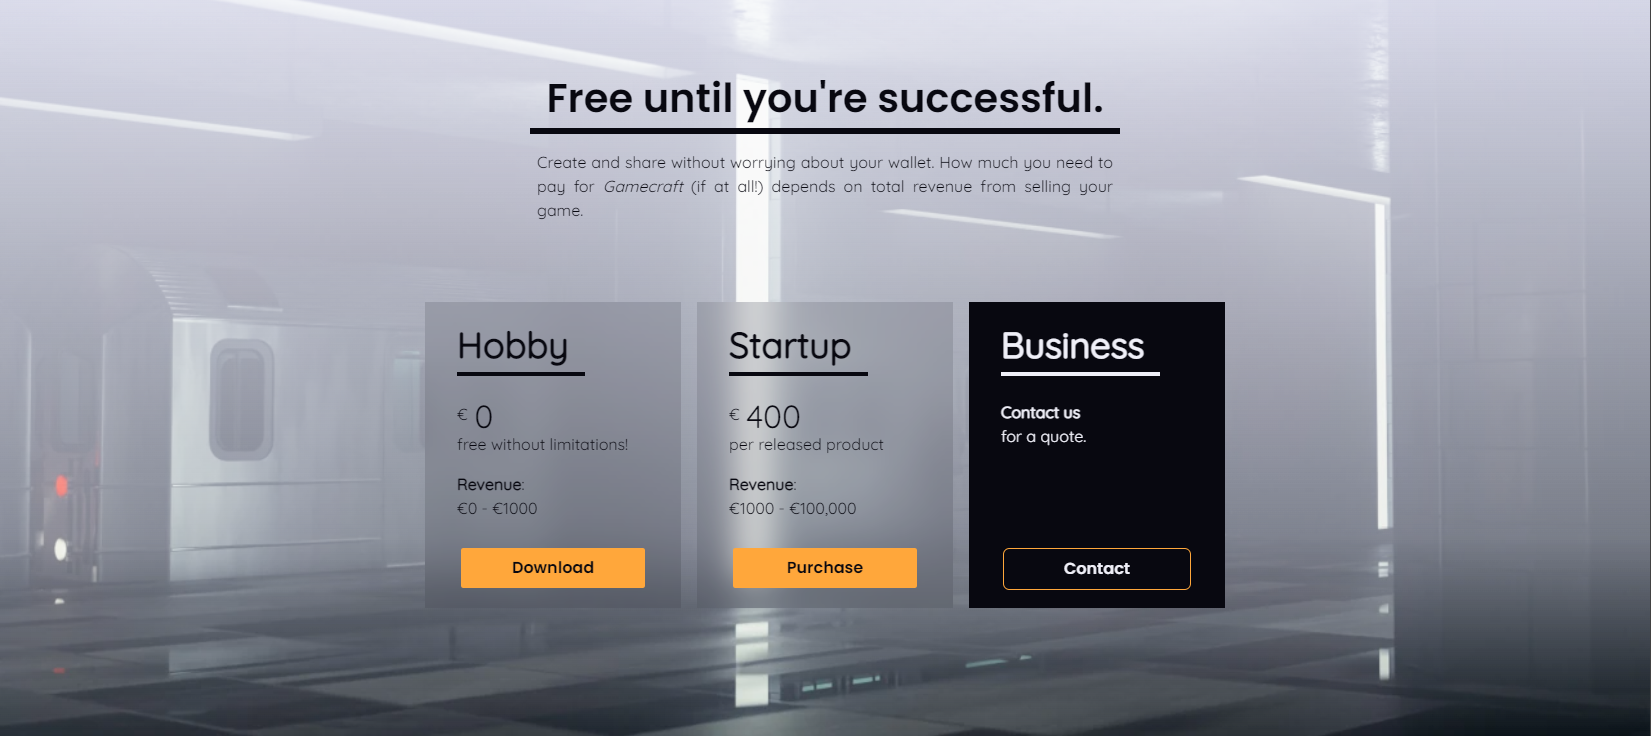 Free until you're successful.
Create and share without worrying about your wallet. How much you need to
pay for Gamecraft (if at all!) depends on total revenue from selling your
game.
Hobby
€ 0
free without limitations!
Revenue:
€0 - €1000
Download
Startup
€ 400
per released product
Revenue:
€1000 - €100,000
Purchase
Business
Contact us
for a quote.
Contact